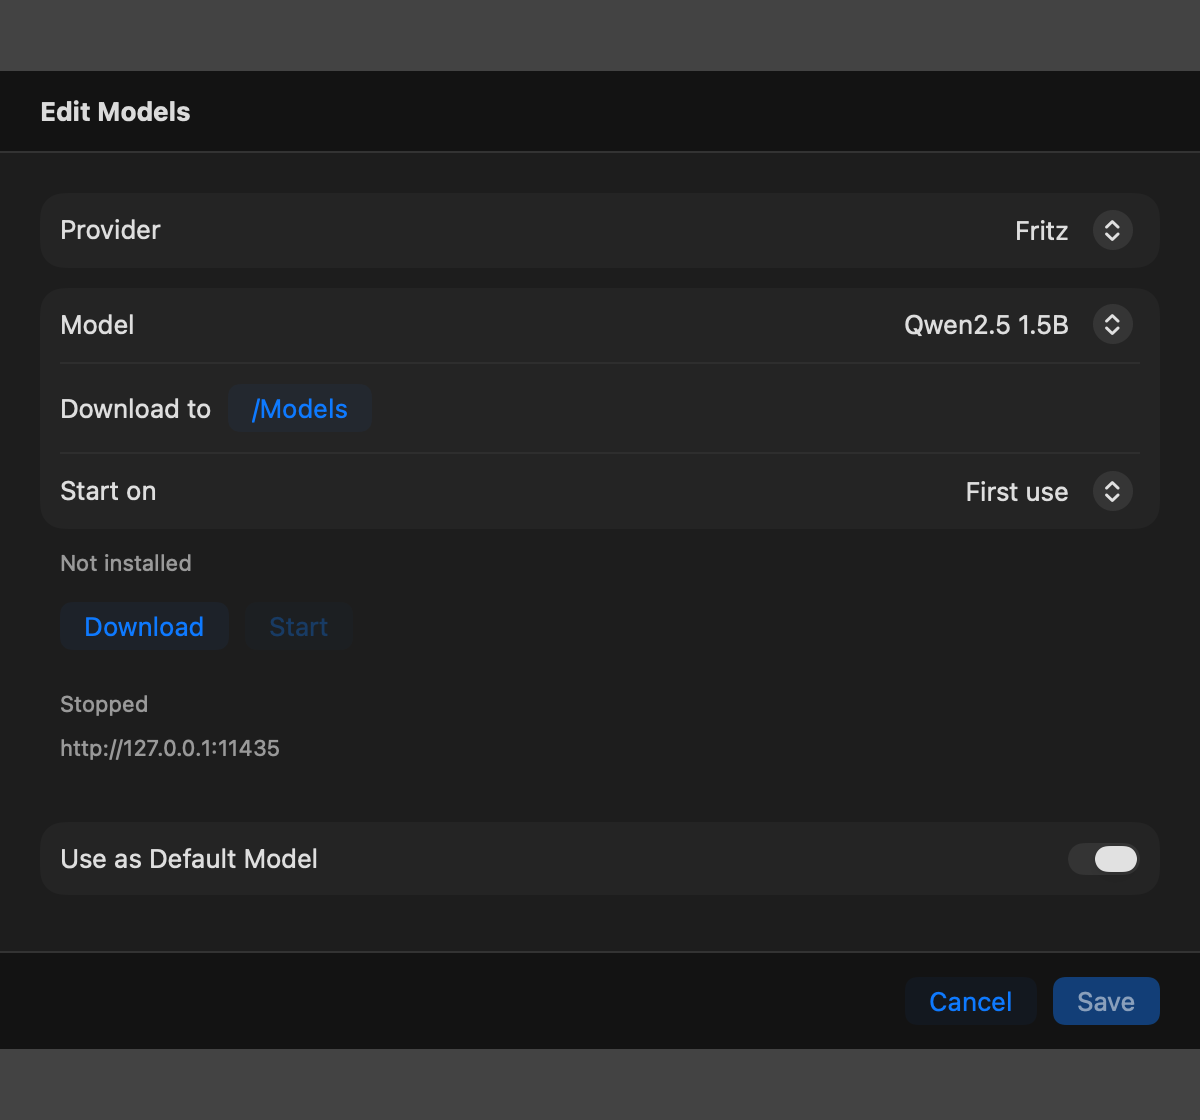 Edit Models
Provider Fritz
Model Qwen2.5 1.5B
Download to /Models
Start on First use
Not installed
Download Start
Stopped
http://127.0.0.1:11435
Use as Default Model
Cancel Save